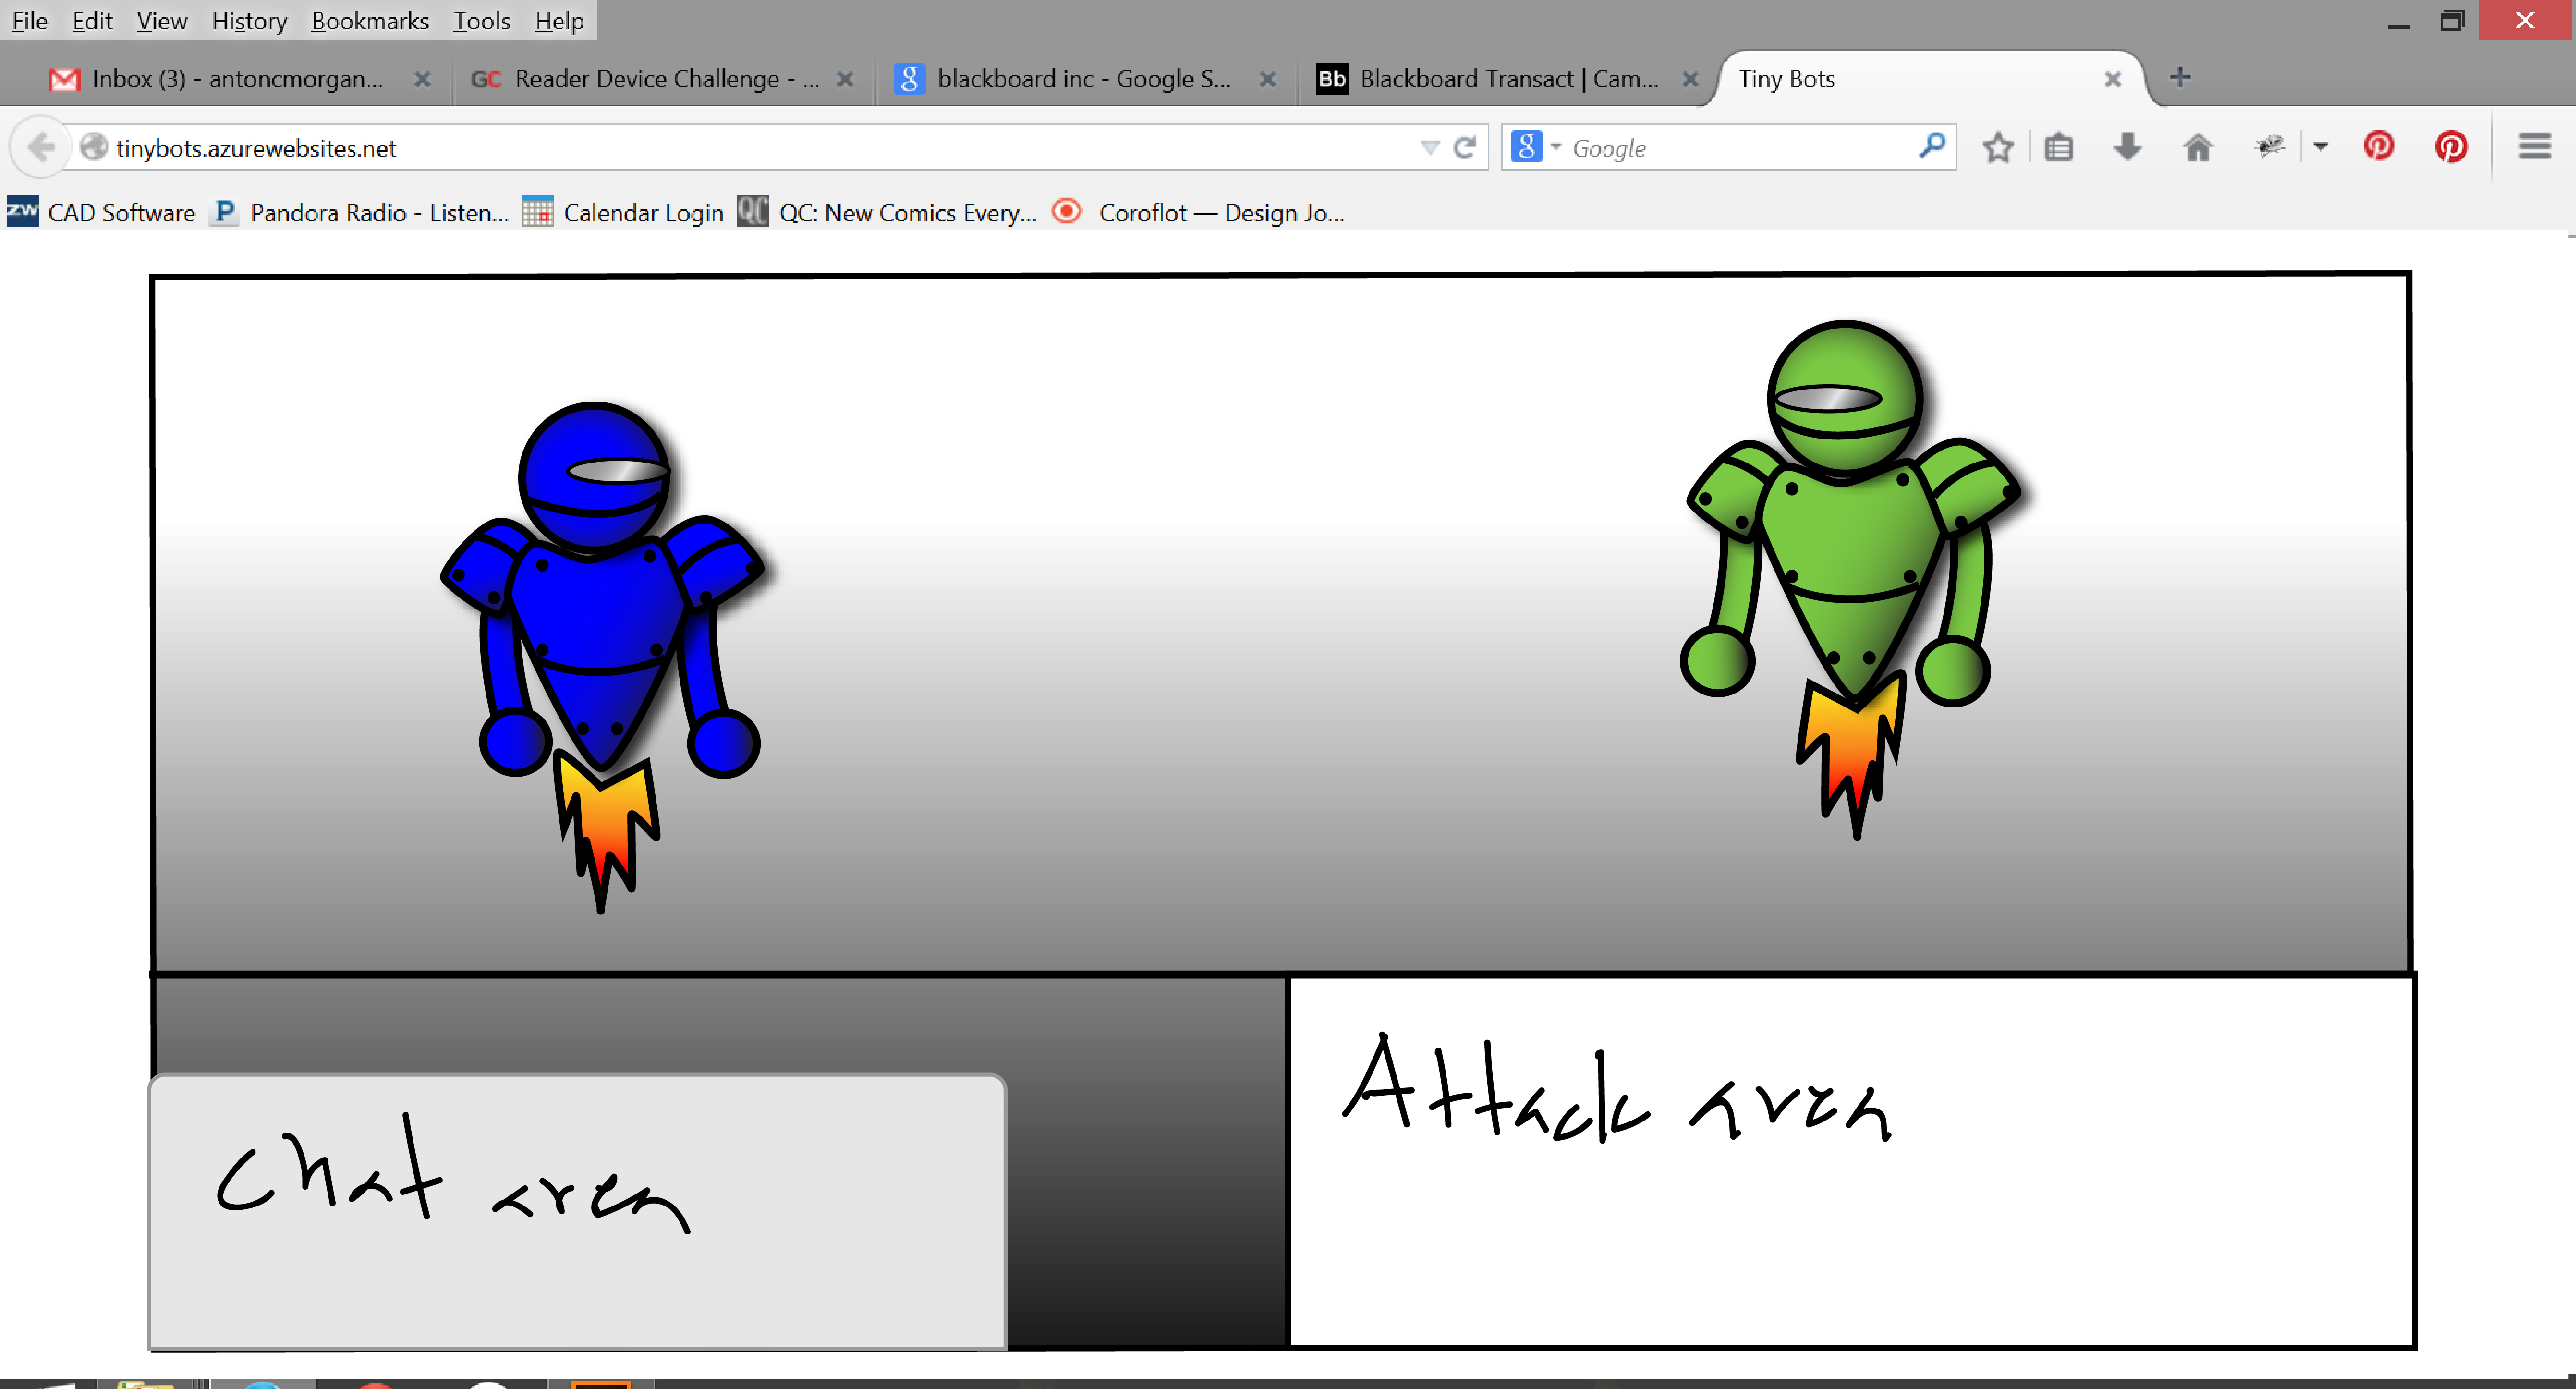 File Edit View History Bookmarks Tools Help
Inbox (3) - antoncmorgan... GC Reader Device Challenge - ... g blackboard inc - Google S... Bb Blackboard Transact | Cam... Tiny Bots
tinybots.azurewebsites.net g Google
ZW CAD Software P Pandora Radio - Listen... Calendar Login QC QC: New Comics Every... Coroflot — Design Jo...
Attack area
Chat area